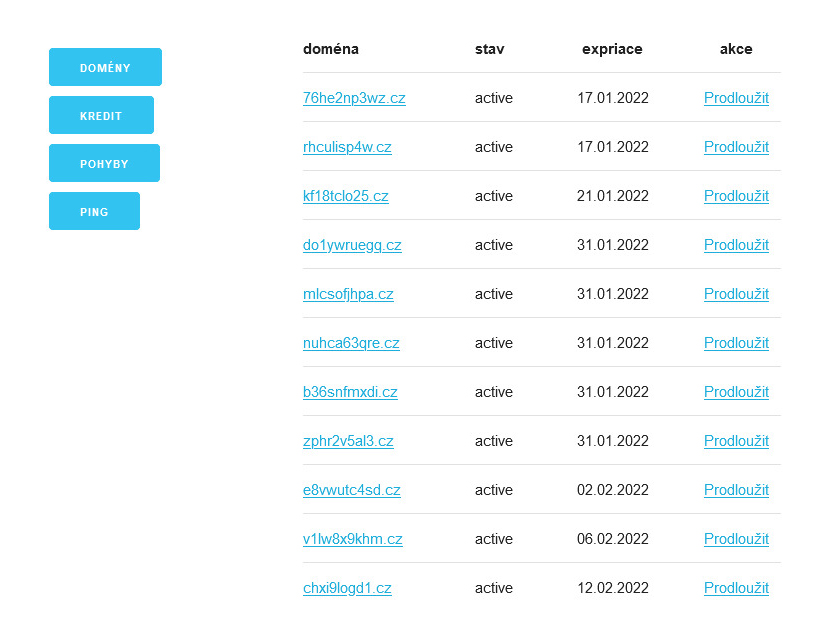 DOMÉNY
KREDIT
POHYBY
PING
doména stav expriace akce
76he2np3wz.cz active 17.01.2022 Prodloužit
rhculisp4w.cz active 17.01.2022 Prodloužit
kf18tclo25.cz active 21.01.2022 Prodloužit
do1ywruegq.cz active 31.01.2022 Prodloužit
mlcsofjhpa.cz active 31.01.2022 Prodloužit
nuhca63qre.cz active 31.01.2022 Prodloužit
b36snfmxdi.cz active 31.01.2022 Prodloužit
zphr2v5al3.cz active 31.01.2022 Prodloužit
e8vwutc4sd.cz active 02.02.2022 Prodloužit
v1lw8x9khm.cz active 06.02.2022 Prodloužit
chxi9logd1.cz active 12.02.2022 Prodloužit